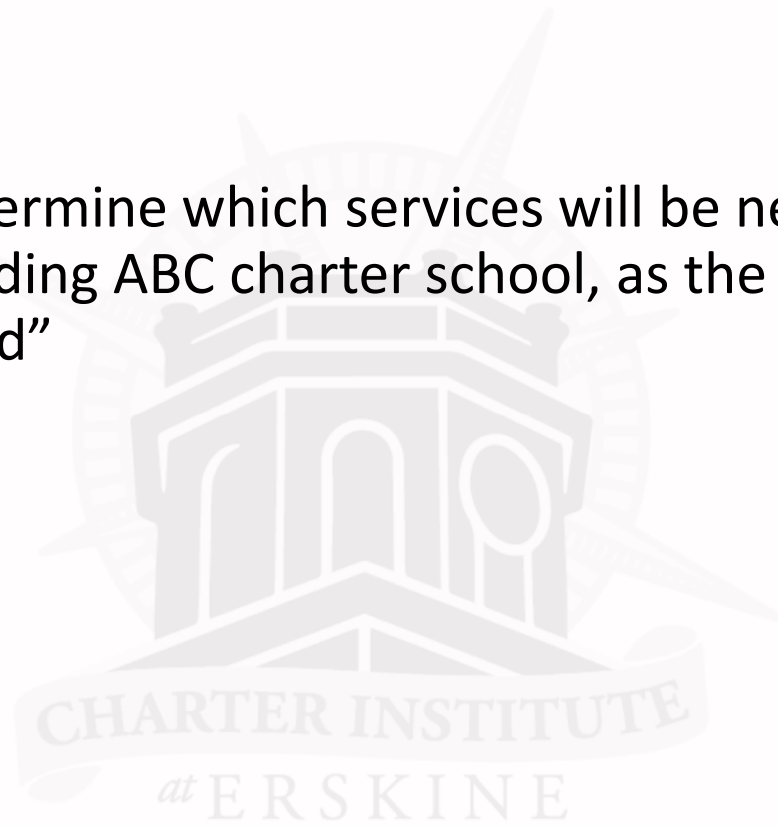 ermine which services will be ne
ding ABC charter school, as the
d”
CHARTER INSTITUTE
at ERSKINE